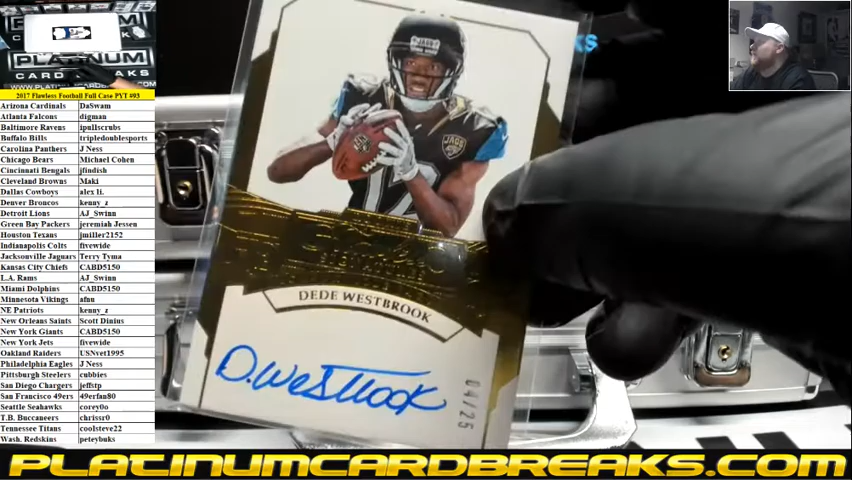 PLATINUM
CARD BREAKS
2017 Flawless Football Full Case PYT #93
Arizona Cardinals DaSwam
Atlanta Falcons digman
Baltimore Ravens ipullscrubs
Buffalo Bills tripledoublesports
Carolina Panthers J Ness
Chicago Bears Michael Cohen
Cincinnati Bengals jfindish
Cleveland Browns Maki
Dallas Cowboys alex li.
Denver Broncos kenny_z
Detroit Lions AJ_Swinn
Green Bay Packers jeremiah Jessen
Houston Texans jmiller2152
Indianapolis Colts fivewide
Jacksonville Jaguars Terry Tyma
Kansas City Chiefs CABD5150
L.A. Rams AJ_Swinn
Miami Dolphins CABD5150
Minnesota Vikings afnu
NE Patriots kenny_z
New Orleans Saints Scott Dinius
New York Giants CABD5150
New York Jets fivewide
Oakland Raiders USNvet1995
Philadelphia Eagles J Ness
Pittsburgh Steelers cubbies
San Diego Chargers jeffstp
San Francisco 49ers 49erfan80
Seattle Seahawks corey0o
T.B. Buccaneers chrissr0
Tennessee Titans coolsteve22
Wash. Redskins peteybuks
JAGS
12
SIGNATURES
DEDE WESTBROOK
D. Westbrook
04/25
PLATINUMCARDBREAKS.COM